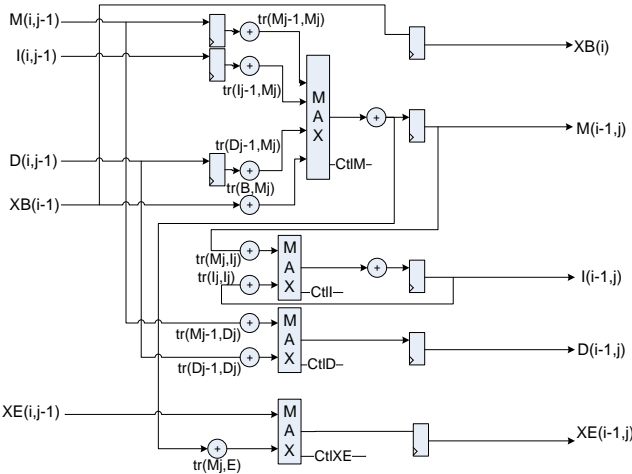 M(i,j-1)
tr(Mj-1,Mj)
XB(i)
I(i,j-1)
tr(Ij-1,Mj)
M
A
X
M(i-1,j)
tr(Dj-1,Mj)
CtlM
D(i,j-1)
tr(B,Mj)
XB(i-1)
tr(Mj,Ij)
M
A
X
tr(Ij,Ij)
I(i-1,j)
CtlI
M
A
X
tr(Mj-1,Dj)
D(i-1,j)
tr(Dj-1,Dj)
CtlD
XE(i,j-1)
M
A
X
XE(i-1,j)
CtlXE
tr(Mj,E)